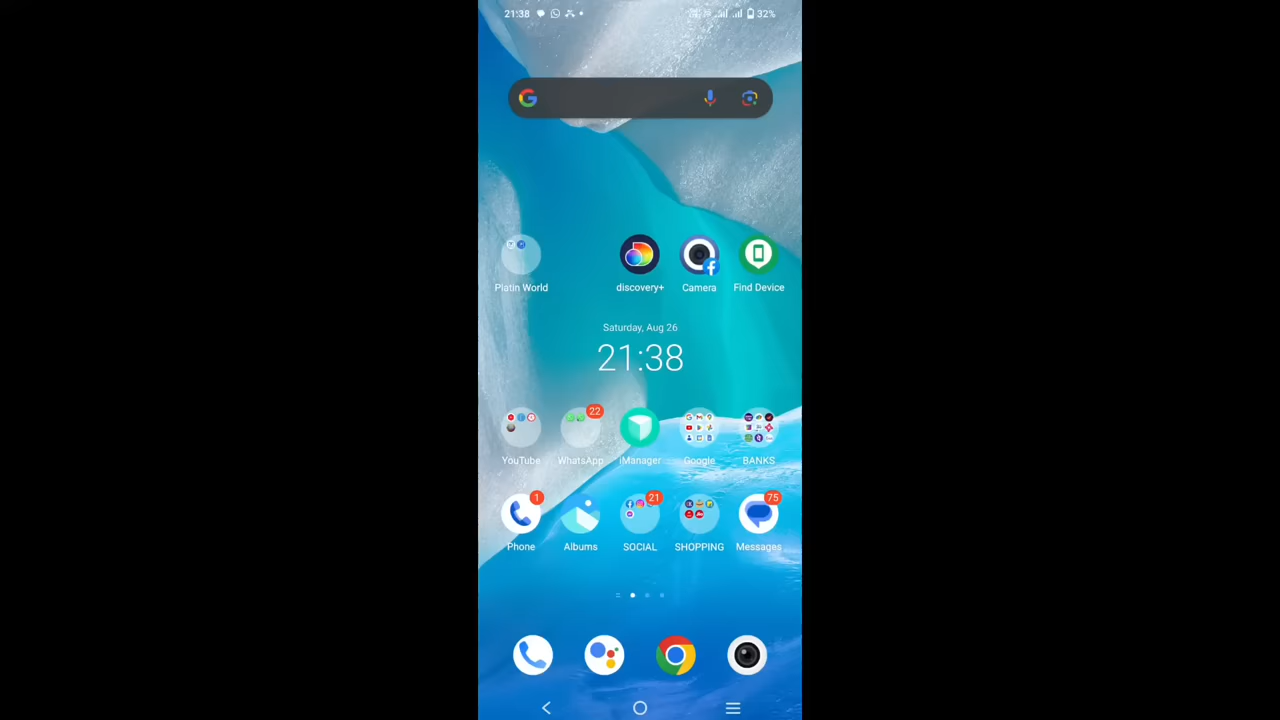 21:38
32%
Platin World
discovery+
Camera
Find Device
Saturday, Aug 26
21:38
22
YouTube
WhatsApp
iManager
Google
BANKS
1
21
75
Phone
Albums
SOCIAL
SHOPPING
Messages